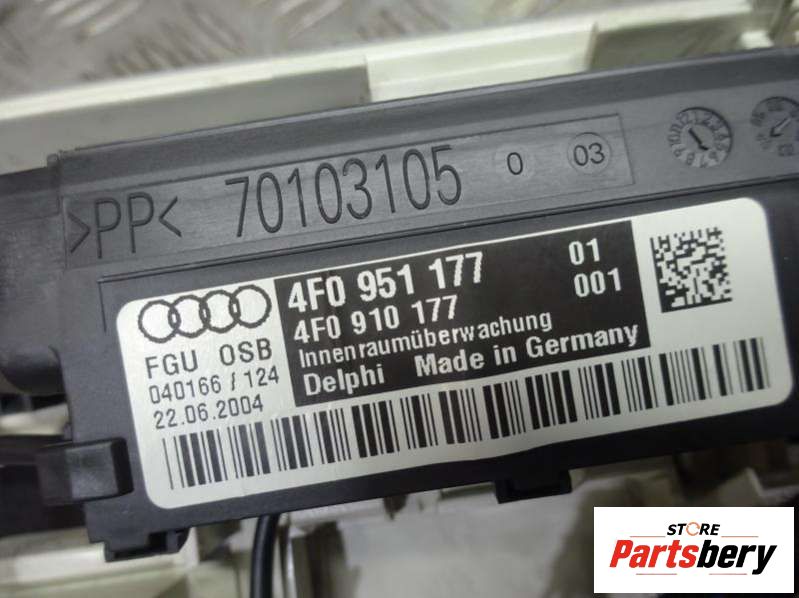 >PP< 70103105 0 03
4F0 951 177 01
4F0 910 177 001
Innenraumüberwachung
Delphi Made in Germany
FGU OSB
040166 / 124
22.06.2004
STORE
Partsbery